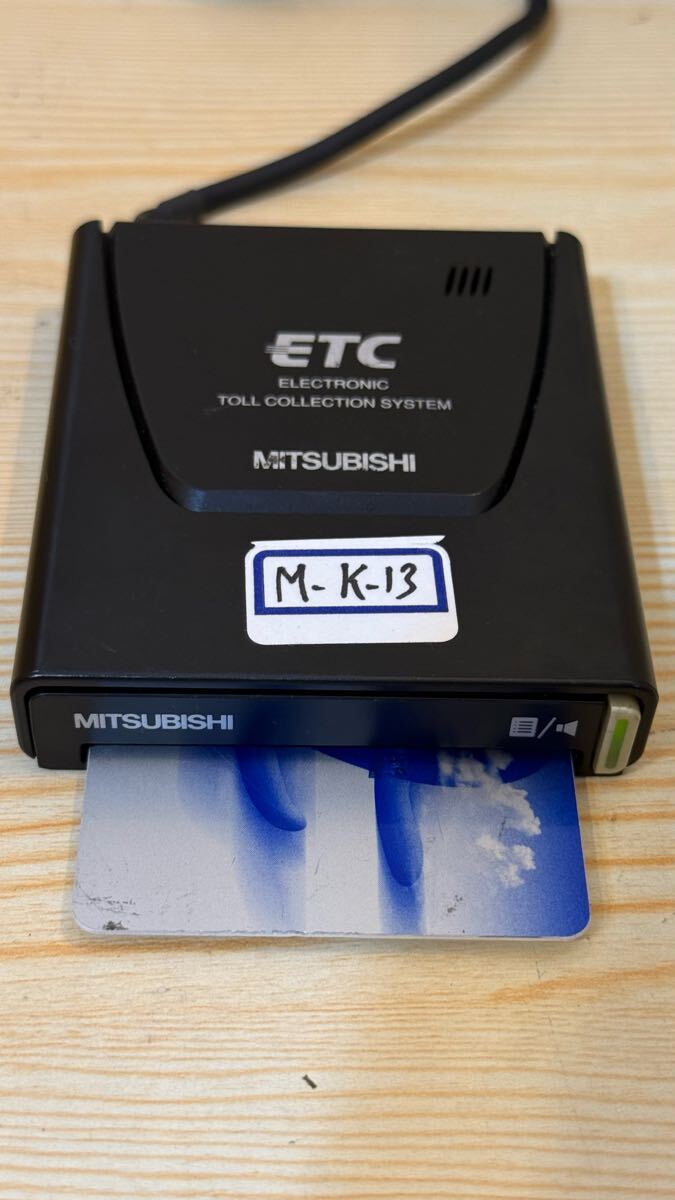 ETC
ELECTRONIC
TOLL COLLECTION SYSTEM
MITSUBISHI
M-K-13
MITSUBISHI
/